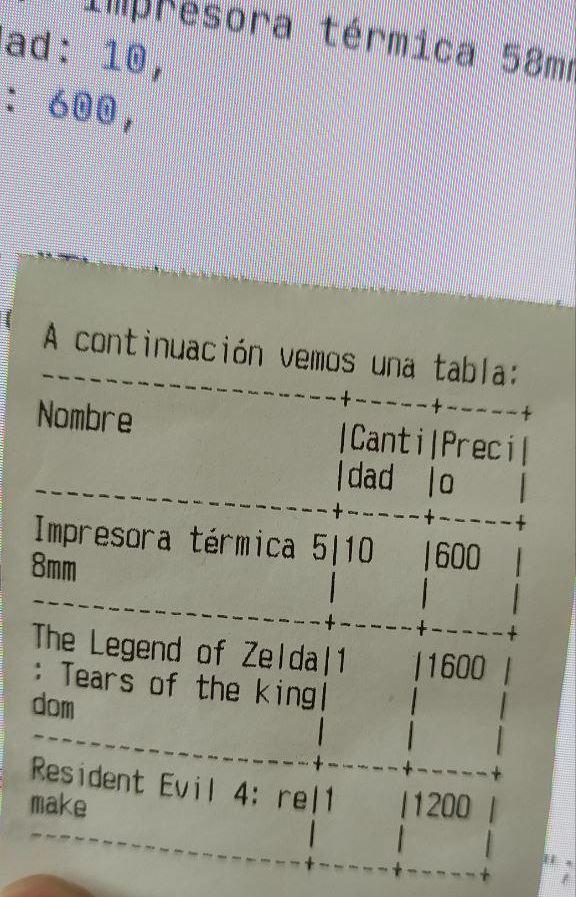 Impresora térmica 58m
dad: 10,
: 600,
A continuación vemos una tabla:
--------------------+-----+-----+
Nombre |Canti|Preci|
|dad |o |
--------------------+-----+-----+
Impresora térmica 5|10 |600 |
8mm | | |
--------------------+-----+-----+
The Legend of Zelda|1 |1600 |
: Tears of the king| | |
dom | | |
--------------------+-----+-----+
Resident Evil 4: re|1 |1200 |
make | | |
--------------------+-----+-----+